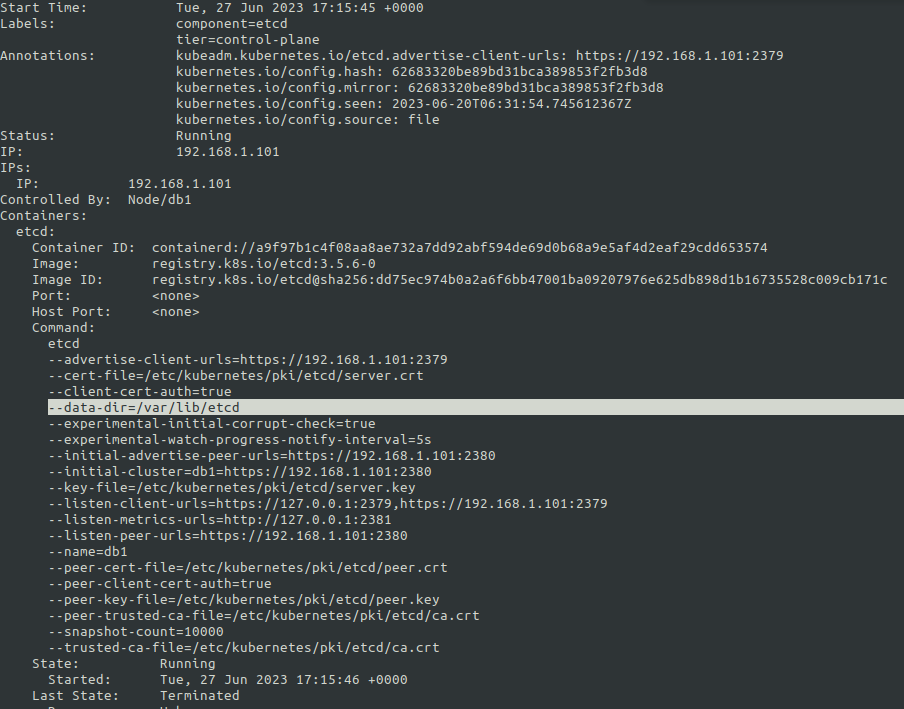 Start Time: Tue, 27 Jun 2023 17:15:45 +0000
Labels: component=etcd
tier=control-plane
Annotations: kubeadm.kubernetes.io/etcd.advertise-client-urls: https://192.168.1.101:2379
kubernetes.io/config.hash: 62683320be89bd31bca389853f2fb3d8
kubernetes.io/config.mirror: 62683320be89bd31bca389853f2fb3d8
kubernetes.io/config.seen: 2023-06-20T06:31:54.745612367Z
kubernetes.io/config.source: file
Status: Running
IP: 192.168.1.101
IPs:
IP: 192.168.1.101
Controlled By: Node/db1
Containers:
etcd:
Container ID: containerd://a9f97b1c4f08aa8ae732a7dd92abf594de69d0b68a9e5af4d2eaf29cdd653574
Image: registry.k8s.io/etcd:3.5.6-0
Image ID: registry.k8s.io/etcd@sha256:dd75ec974b0a2a6f6bb47001ba09207976e625db898d1b16735528c009cb171c
Port: <none>
Host Port: <none>
Command:
etcd
--advertise-client-urls=https://192.168.1.101:2379
--cert-file=/etc/kubernetes/pki/etcd/server.crt
--client-cert-auth=true
--data-dir=/var/lib/etcd
--experimental-initial-corrupt-check=true
--experimental-watch-progress-notify-interval=5s
--initial-advertise-peer-urls=https://192.168.1.101:2380
--initial-cluster=db1=https://192.168.1.101:2380
--key-file=/etc/kubernetes/pki/etcd/server.key
--listen-client-urls=https://127.0.0.1:2379,https://192.168.1.101:2379
--listen-metrics-urls=http://127.0.0.1:2381
--listen-peer-urls=https://192.168.1.101:2380
--name=db1
--peer-cert-file=/etc/kubernetes/pki/etcd/peer.crt
--peer-client-cert-auth=true
--peer-key-file=/etc/kubernetes/pki/etcd/peer.key
--peer-trusted-ca-file=/etc/kubernetes/pki/etcd/ca.crt
--snapshot-count=10000
--trusted-ca-file=/etc/kubernetes/pki/etcd/ca.crt
State: Running
Started: Tue, 27 Jun 2023 17:15:46 +0000
Last State: Terminated